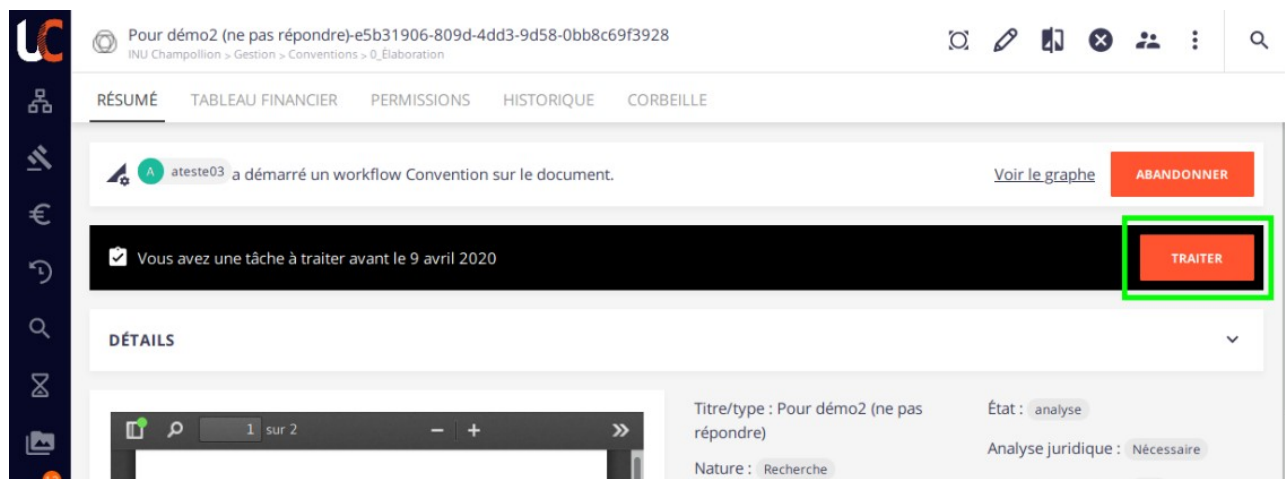 UC
Pour démo2 (ne pas répondre)-e5b31906-809d-4dd3-9d58-0bb8c69f3928
INU Champollion > Gestion > Conventions > 0_Élaboration
RÉSUMÉ TABLEAU FINANCIER PERMISSIONS HISTORIQUE CORBEILLE
A ateste03 a démarré un workflow Convention sur le document. Voir le graphe ABANDONNER
Vous avez une tâche à traiter avant le 9 avril 2020 TRAITER
DÉTAILS
1 sur 2
Titre/type : Pour démo2 (ne pas
répondre)
Nature : Recherche
État : analyse
Analyse juridique : Nécessaire